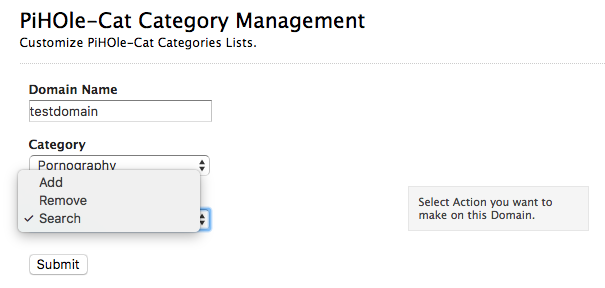 PiHOle-Cat Category Management
Customize PiHOle-Cat Categories Lists.
Domain Name
testdomain
Category
Pornography
Add
Remove
✓ Search
Select Action you want to
make on this Domain.
Submit